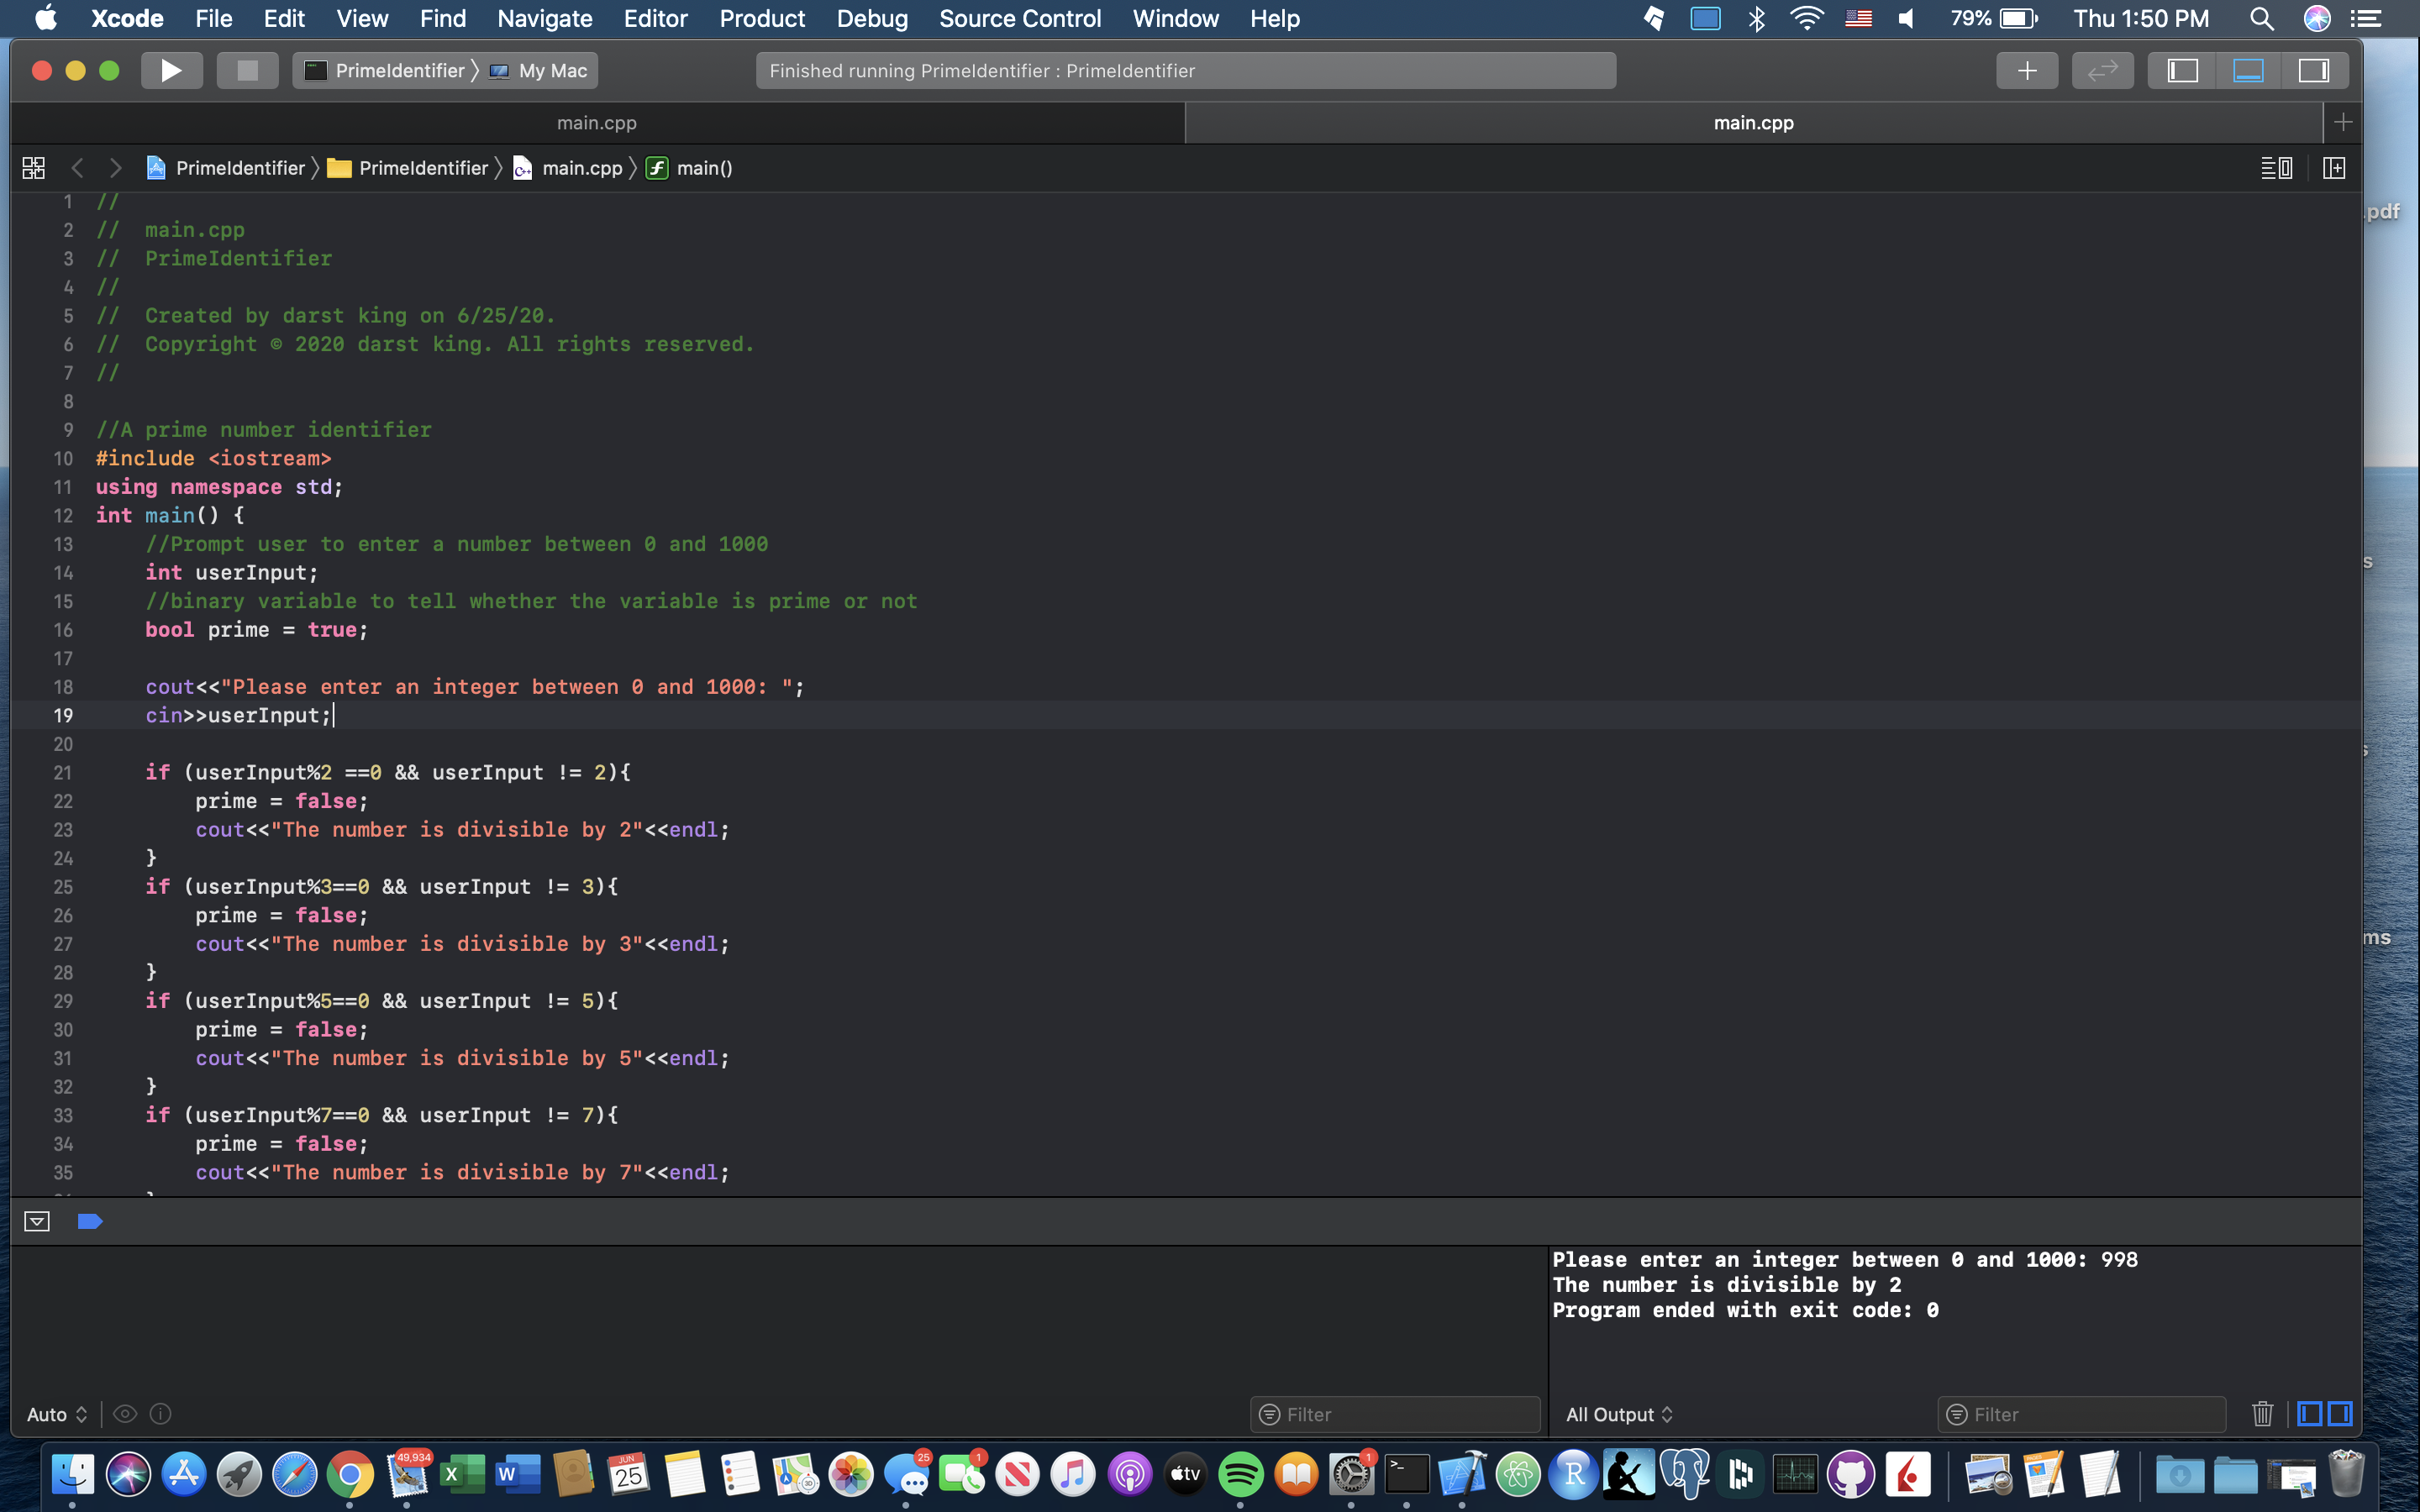 Xcode File Edit View Find Navigate Editor Product Debug Source Control Window Help 79% Thu 1:50 PM
PrimeIdentifier My Mac Finished running PrimeIdentifier : PrimeIdentifier
main.cpp main.cpp
PrimeIdentifier PrimeIdentifier main.cpp main()
.pdf
1 //
2 // main.cpp
3 // PrimeIdentifier
4 //
5 // Created by darst king on 6/25/20.
6 // Copyright © 2020 darst king. All rights reserved.
7 //
8
9 //A prime number identifier
10 #include <iostream>
11 using namespace std;
12 int main() {
13 //Prompt user to enter a number between 0 and 1000
14 int userInput;
15 //binary variable to tell whether the variable is prime or not
16 bool prime = true;
17
18 cout<<"Please enter an integer between 0 and 1000: ";
19 cin>>userInput;
20
21 if (userInput%2 ==0 && userInput != 2){
22 prime = false;
23 cout<<"The number is divisible by 2"<<endl;
24 }
25 if (userInput%3==0 && userInput != 3){
26 prime = false;
27 cout<<"The number is divisible by 3"<<endl;
28 }
29 if (userInput%5==0 && userInput != 5){
30 prime = false;
31 cout<<"The number is divisible by 5"<<endl;
32 }
33 if (userInput%7==0 && userInput != 7){
34 prime = false;
35 cout<<"The number is divisible by 7"<<endl;
Please enter an integer between 0 and 1000: 998
The number is divisible by 2
Program ended with exit code: 0
Auto Filter All Output Filter
49,934 JUN 25 25 1 tv 1 R